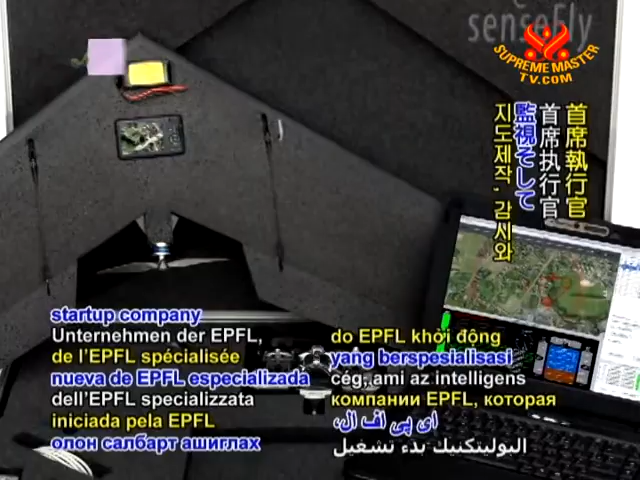 senseFly
SUPREME MASTER
TV.COM
首席執行官
首席执行官
監視そして
지도제작, 감시와
startup company
Unternehmen der EPFL,
de l'EPFL spécialisée
nueva de EPFL especializada
dell'EPFL specializzata
iniciada pela EPFL
олон салбарт ашиглах
do EPFL khởi động
yang berspesialisasi
cég, ami az intelligens
компании EPFL, которая
ای پی اف ال،
البوليتكنيك بدء تشغيل